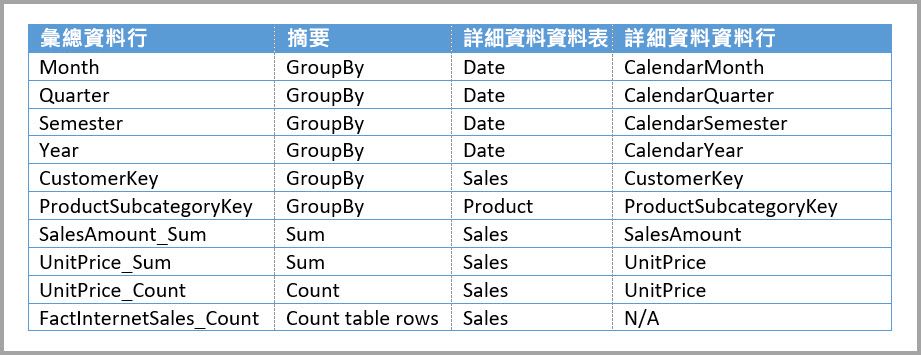 彙總資料行 摘要 詳細資料資料表 詳細資料資料行
Month GroupBy Date CalendarMonth
Quarter GroupBy Date CalendarQuarter
Semester GroupBy Date CalendarSemester
Year GroupBy Date CalendarYear
CustomerKey GroupBy Sales CustomerKey
ProductSubcategoryKey GroupBy Product ProductSubcategoryKey
SalesAmount_Sum Sum Sales SalesAmount
UnitPrice_Sum Sum Sales UnitPrice
UnitPrice_Count Count Sales UnitPrice
FactInternetSales_Count Count table rows Sales N/A